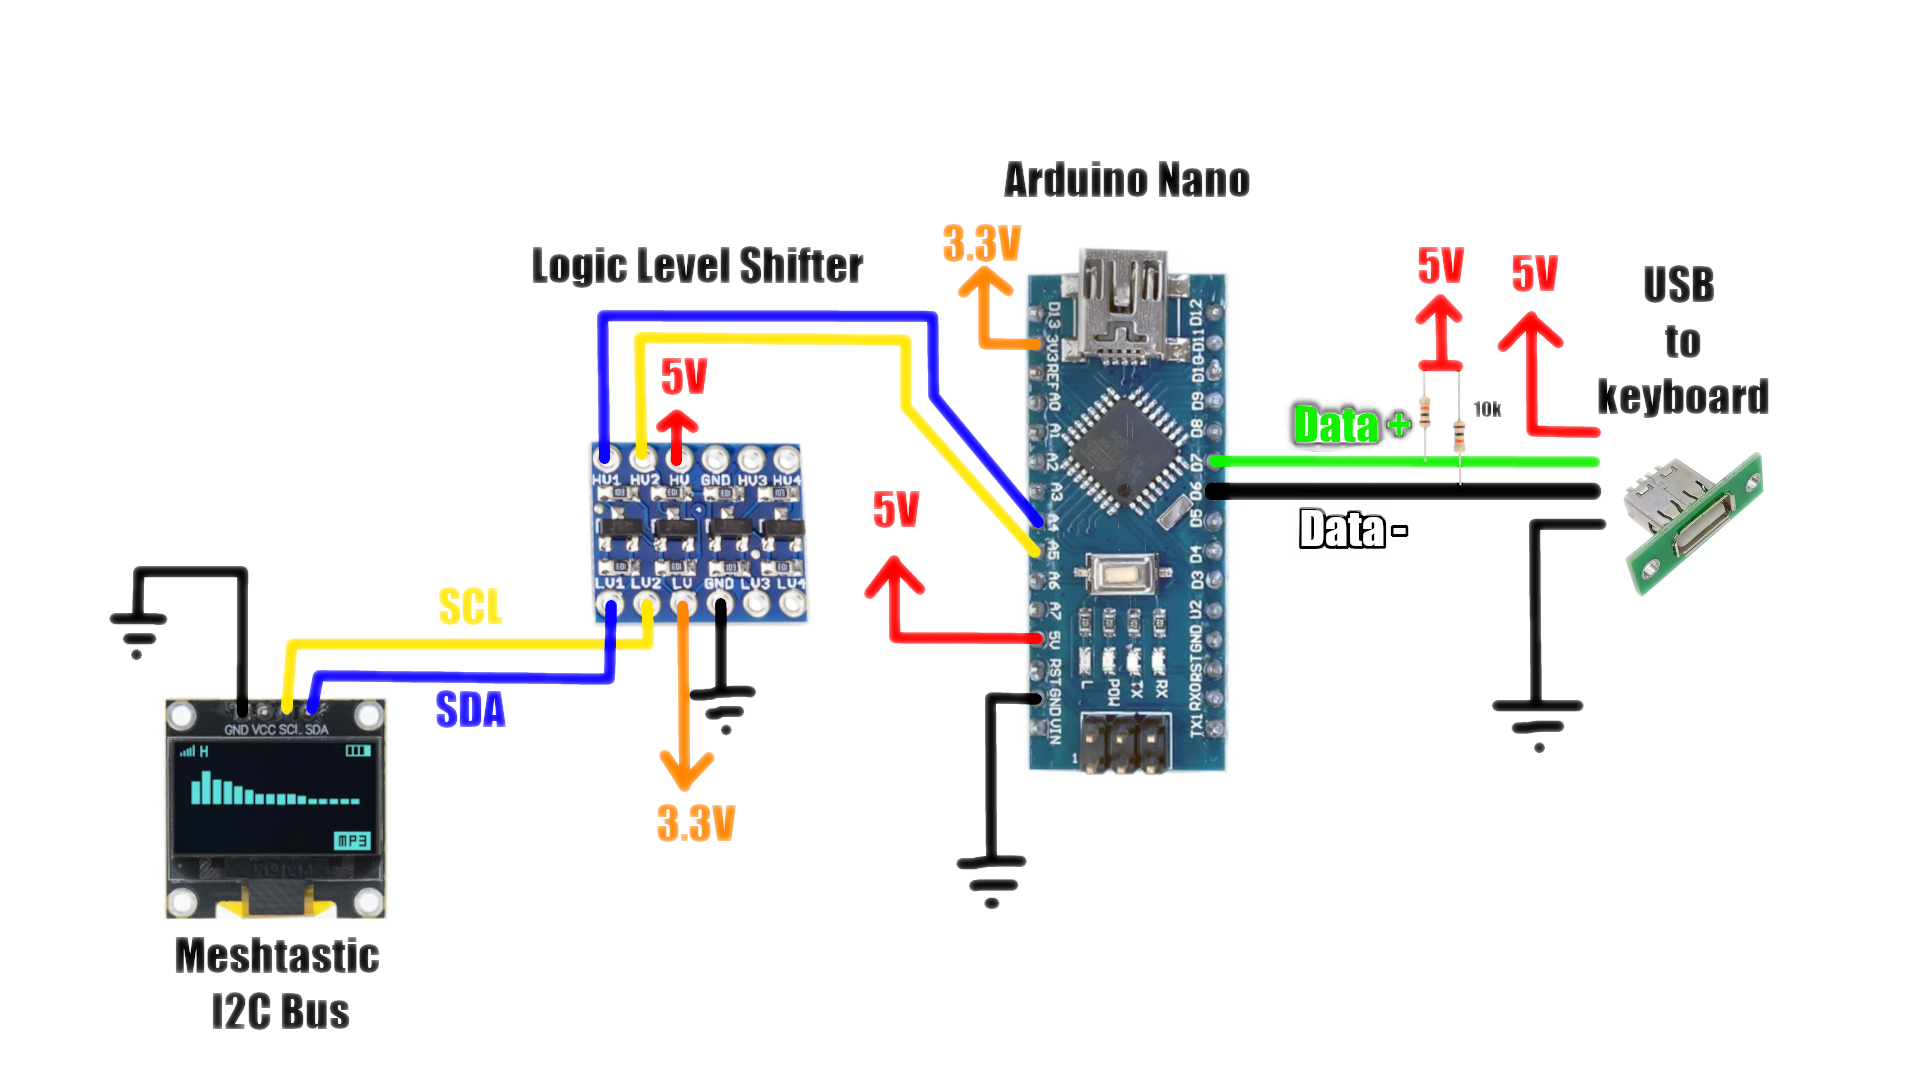 Arduino Nano
3.3V
Logic Level Shifter
5V
5V
5V
USB
to
keyboard
10k
Data +
Data -
5V
HV1 HV2 HV GND HV3 HV4
LV1 LV2 LV GND LV3 LV4
D13
3V3
REF
A0
A1
A2
A3
A4
A5
A6
A7
5V
RST
GND
VIN
D12
D11
D10
D9
D8
D7
D6
D5
D4
D3
D2
GND
RST
RX0
TX1
L
POW
TX
RX
1
SCL
SDA
3.3V
GND VCC SCL SDA
H
MP3
Meshtastic
I2C Bus